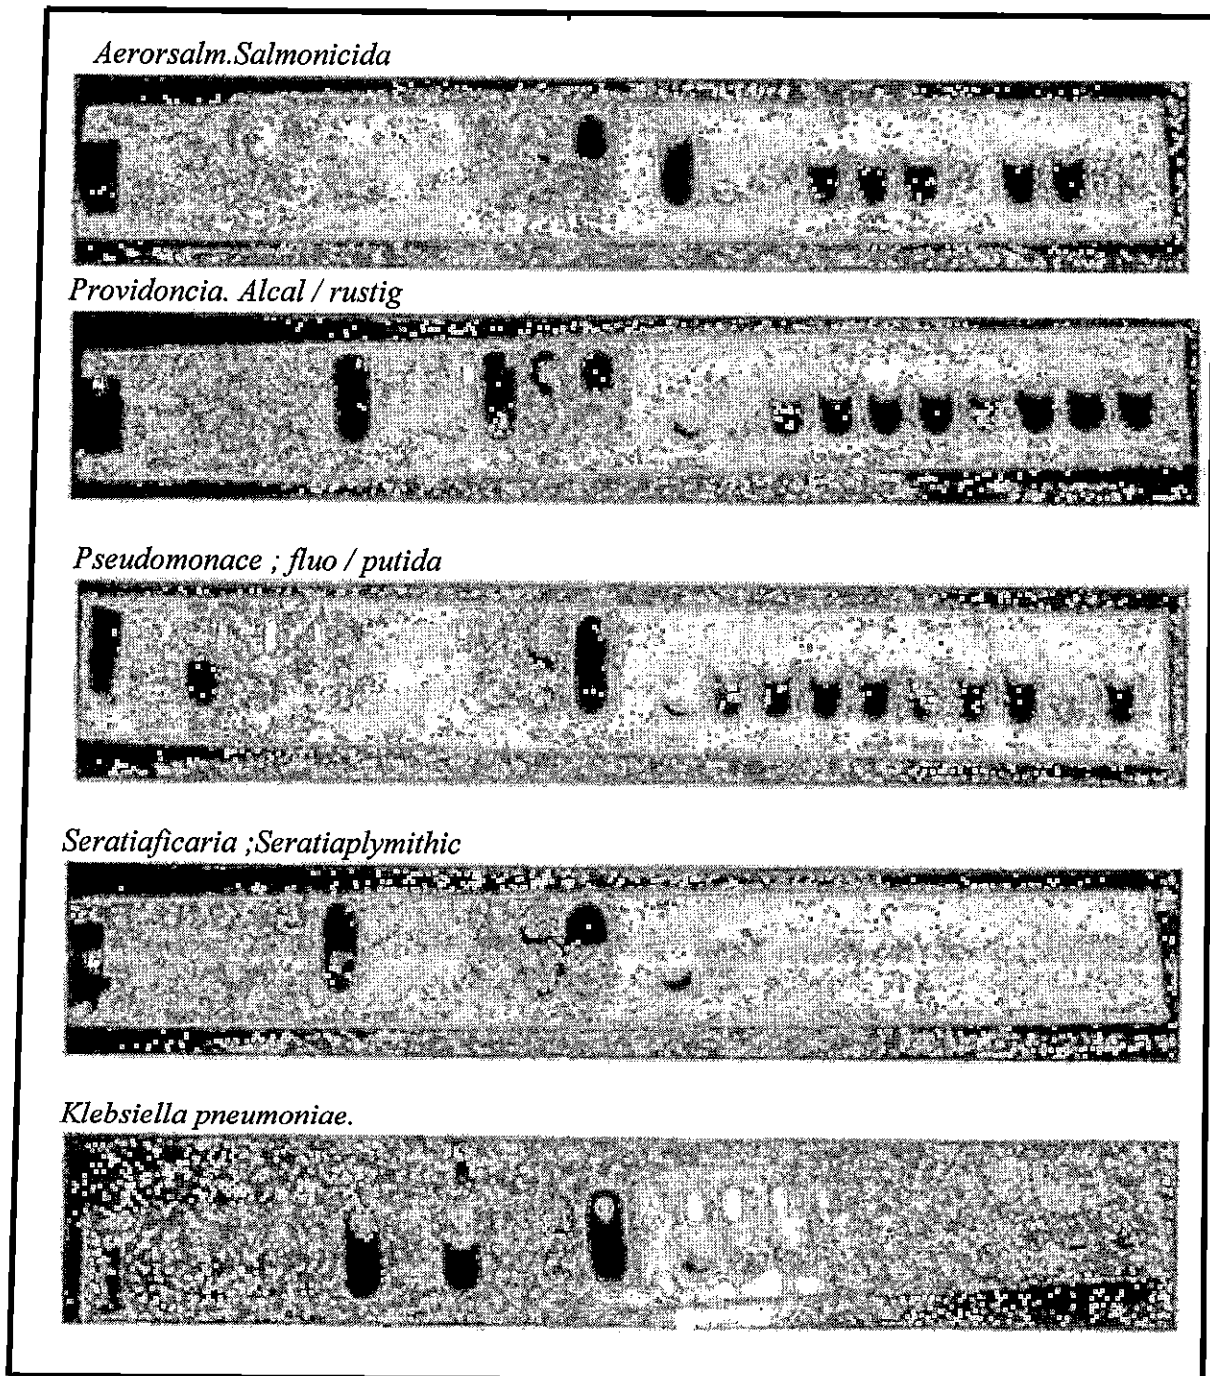 Aerorsalm.Salmonicida
Providoncia. Alcal / rustig
Pseudomonace ; fluo / putida
Seratiaficaria ;Seratiaplymithic
Klebsiella pneumoniae.